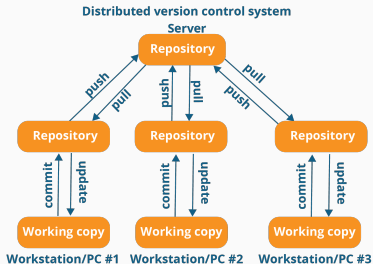 Distributed version control system
Server
Repository
push
pull
push
pull
push
pull
Repository
Repository
Repository
commit
update
commit
update
commit
update
Working copy
Working copy
Working copy
Workstation/PC #1
Workstation/PC #2
Workstation/PC #3